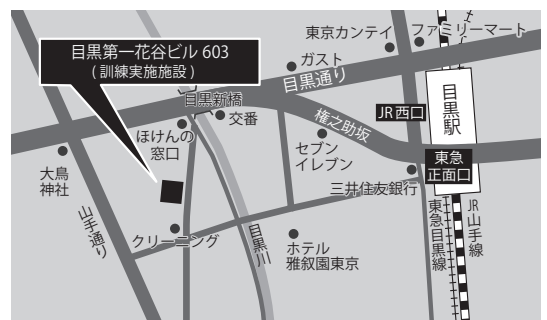 目黒第一花谷ビル 603
( 訓練実施施設 )
東京カンテイ
ファミリーマート
ガスト
目黒通り
目黒新橋
交番
ほけんの
窓口
権之助坂
セブン
イレブン
JR西口
目黒駅
東急
正面口
三井住友銀行
大鳥
神社
山手通り
クリーニング
目黒川
ホテル
雅叙園東京
東急目黒線
JR山手線